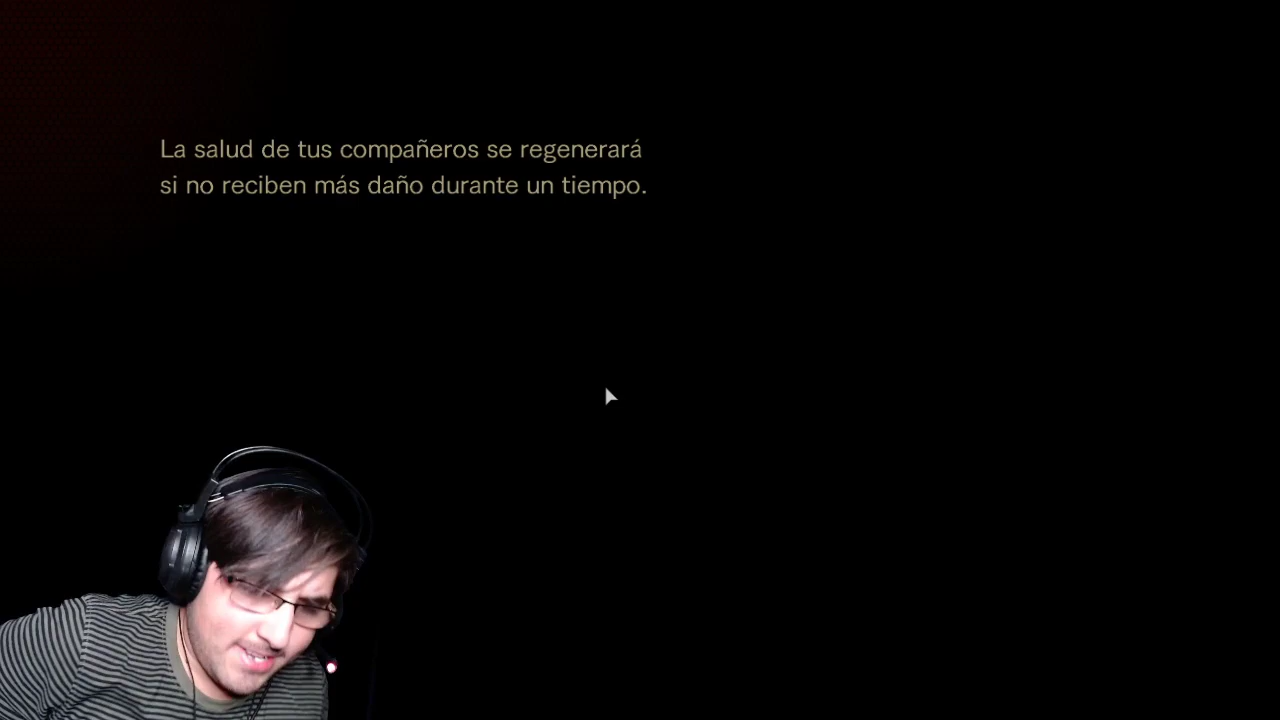 La salud de tus compañeros se regenerará
si no reciben más daño durante un tiempo.